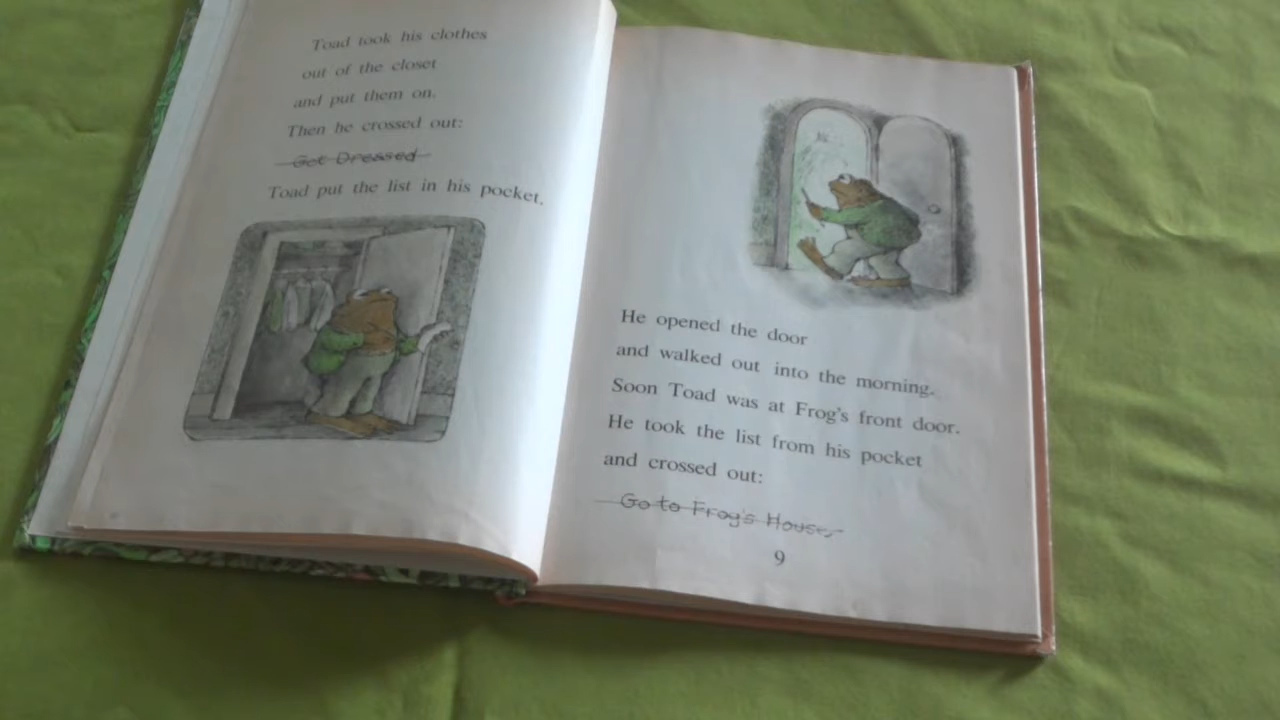 Toad took his clothes
out of the closet
and put them on.
Then he crossed out:
Get Dressed
Toad put the list in his pocket.
He opened the door
and walked out into the morning.
Soon Toad was at Frog's front door.
He took the list from his pocket
and crossed out:
Go to Frog's House
9